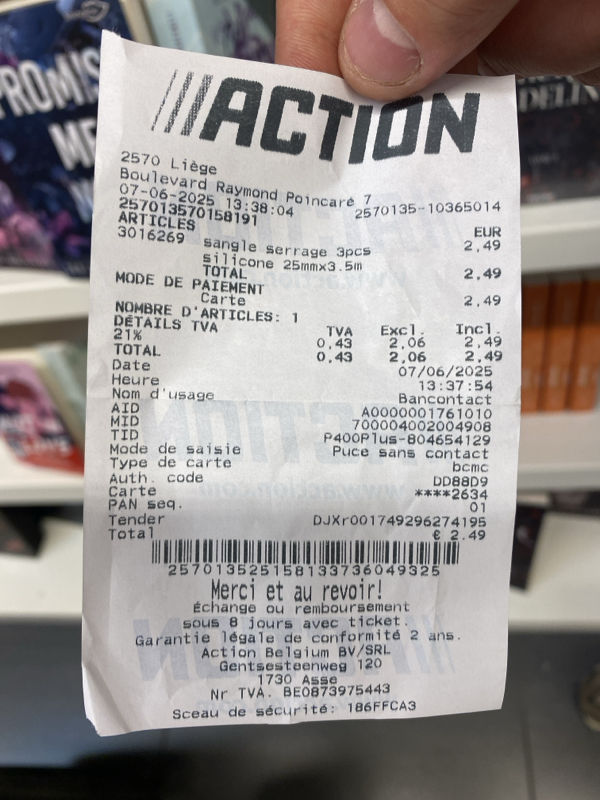 PROMIS
ME
DELIN
///ACTION
2570 Liège
Boulevard Raymond Poincaré 7
07-06-2025 13:38:04 2570135-10365014
257013570158191
ARTICLES EUR
3016269 sangle serrage 3pcs 2,49
silicone 25mmx3.5m
TOTAL 2,49
MODE DE PAIEMENT
Carte 2,49
NOMBRE D'ARTICLES: 1
DÉTAILS TVA TVA Excl. Incl.
21% 0,43 2,06 2,49
TOTAL 0,43 2,06 2,49
Date 07/06/2025
Heure 13:37:54
Nom d'usage Bancontact
AID A0000001761010
MID 700004002004908
TID P400Plus-804654129
Mode de saisie Puce sans contact
Type de carte bcmc
Auth. code DD88D9
Carte ****2634
PAN seq. 01
Tender DJXr001749296274195
Total € 2.49
257013525158133736049325
Merci et au revoir!
Échange ou remboursement
sous 8 jours avec ticket.
Garantie légale de conformité 2 ans.
Action Belgium BV/SRL
Gentsesteenweg 120
1730 Asse
Nr TVA. BE0873975443
Sceau de sécurité: 186FFCA3